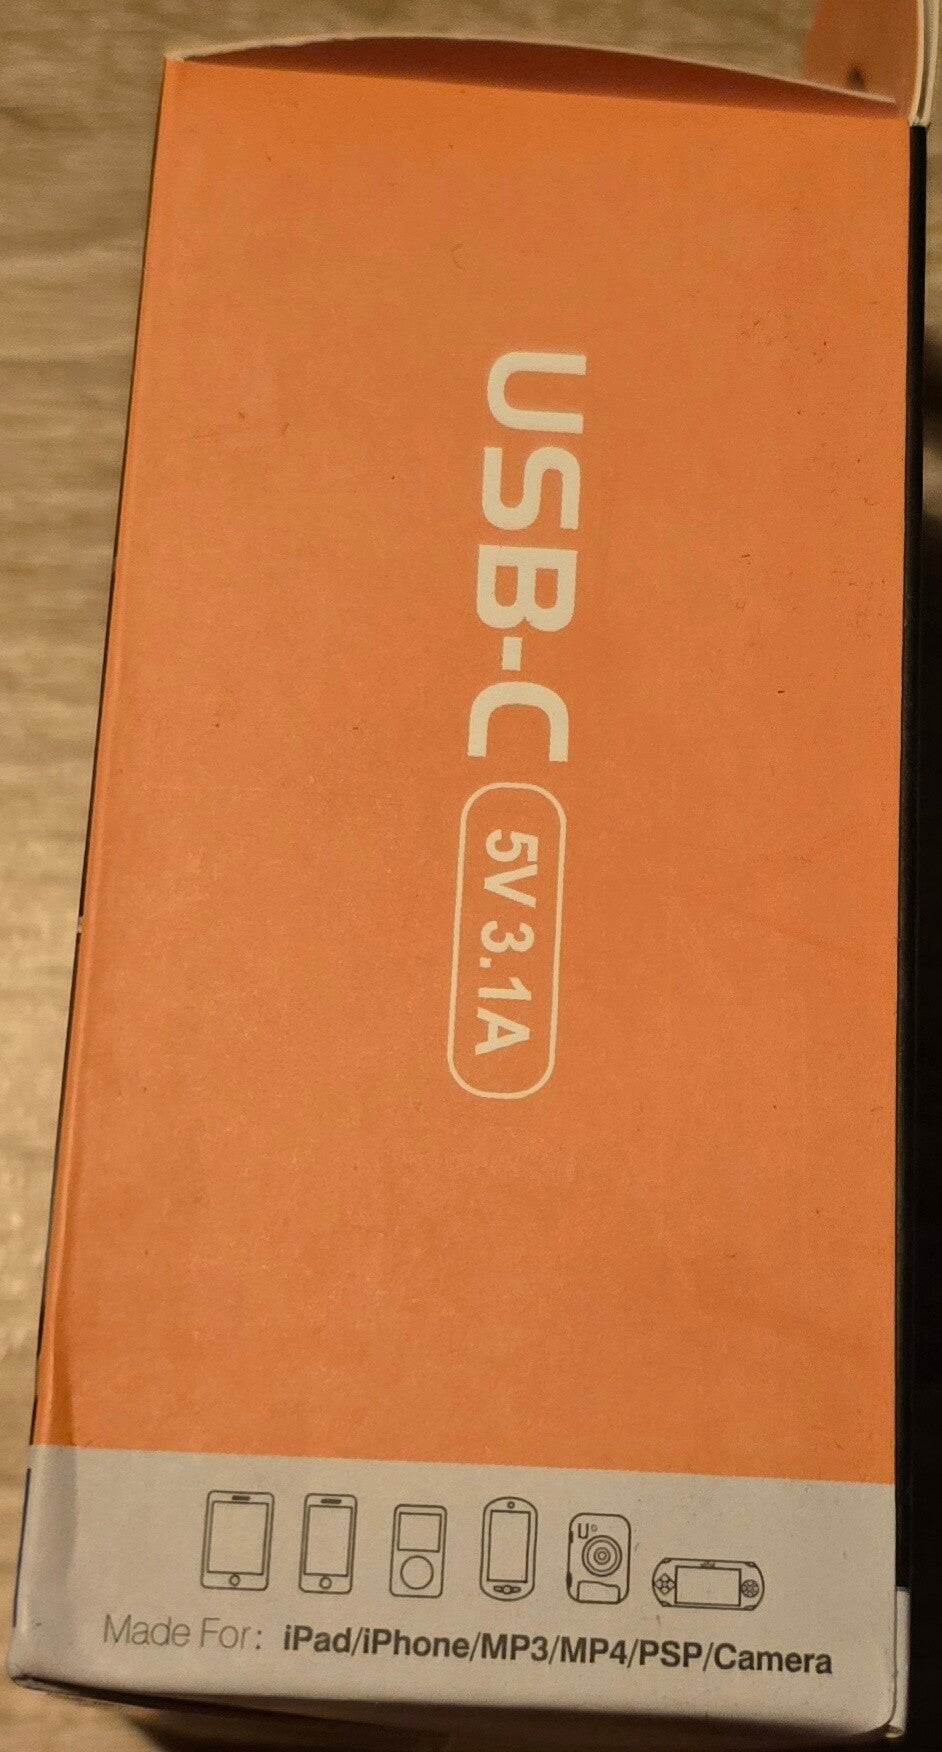 USB-C 5V 3.1A
U
Made For: iPad/iPhone/MP3/MP4/PSP/Camera